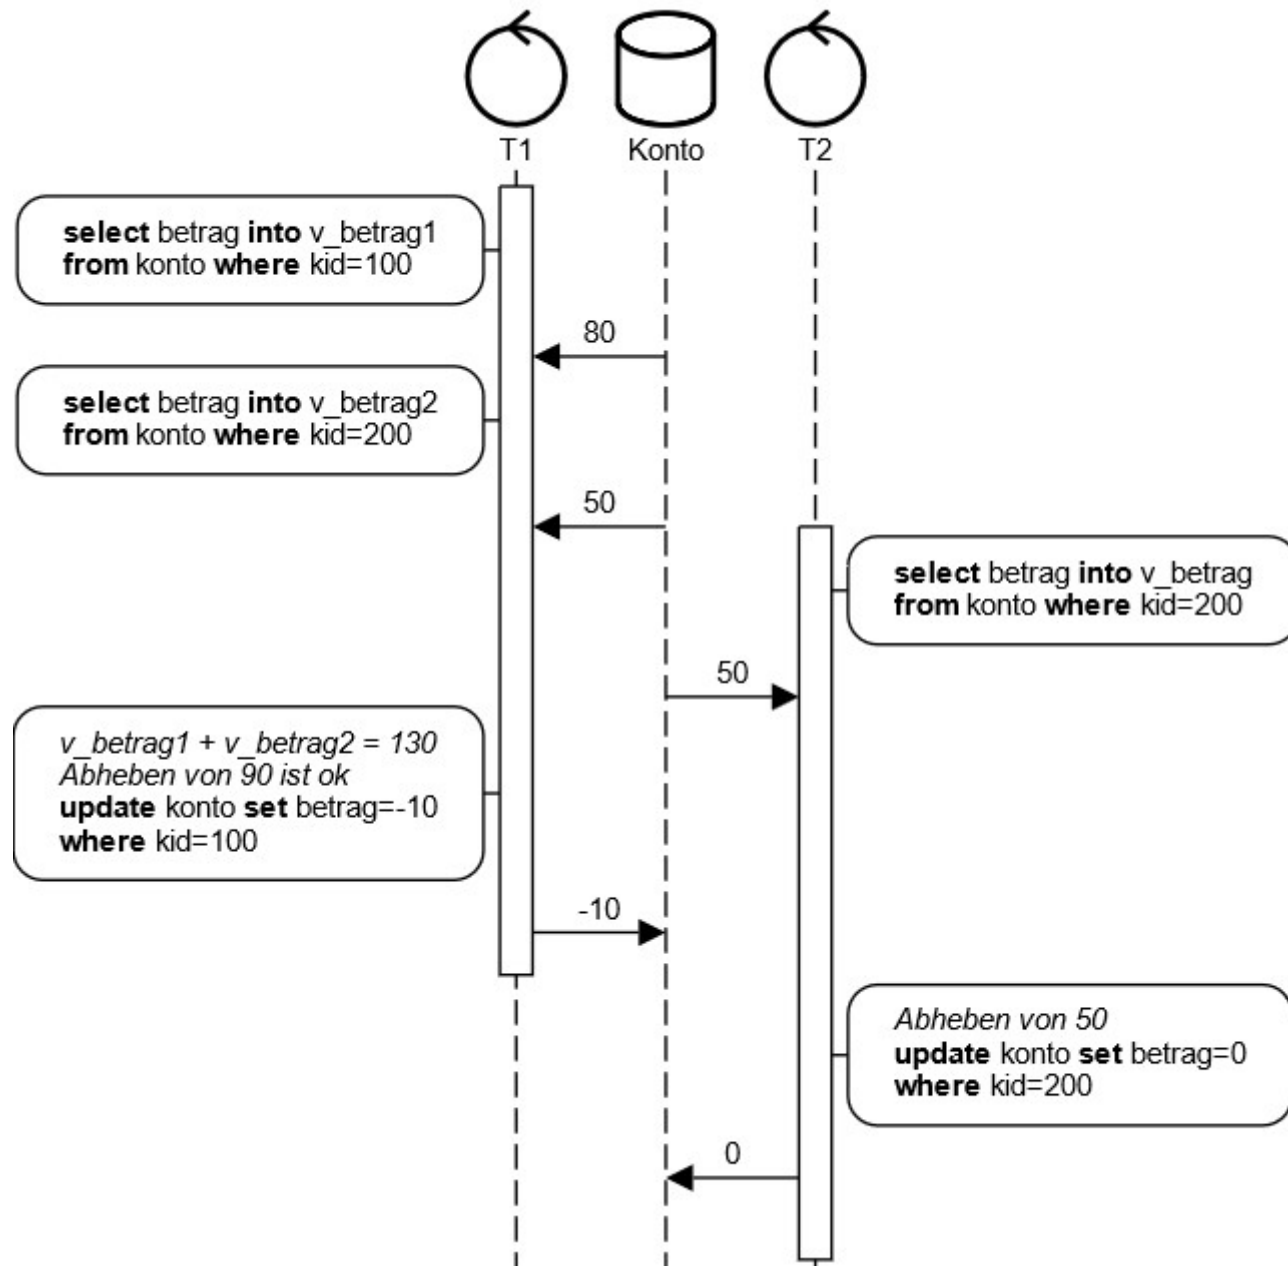 T1
Konto
T2
select betrag into v_betrag1
from konto where kid=100
80
select betrag into v_betrag2
from konto where kid=200
50
select betrag into v_betrag
from konto where kid=200
50
v_betrag1 + v_betrag2 = 130
Abheben von 90 ist ok
update konto set betrag=-10
where kid=100
-10
Abheben von 50
update konto set betrag=0
where kid=200
0